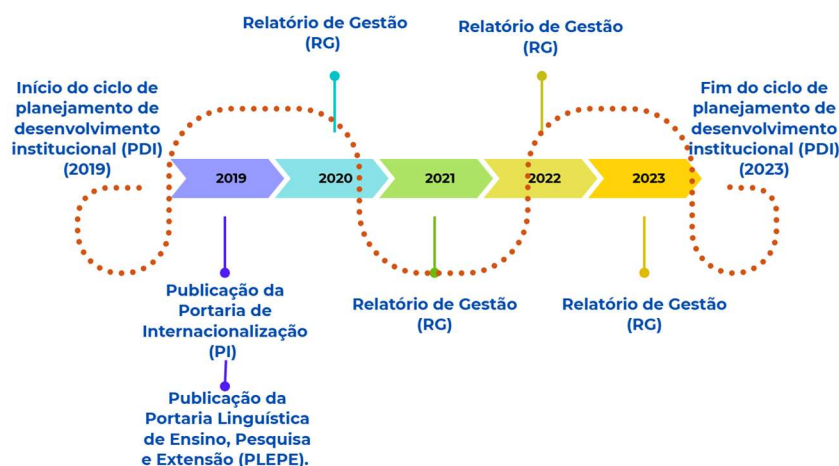 Relatório de Gestão
(RG)
Relatório de Gestão
(RG)
Início do ciclo de
planejamento de
desenvolvimento
institucional (PDI)
(2019)
Fim do ciclo de
planejamento de
desenvolvimento
institucional (PDI)
(2023)
2019
2020
2021
2022
2023
Publicação da
Portaria de
Internacionalização
(PI)
Relatório de Gestão
(RG)
Relatório de Gestão
(RG)
Publicação da
Portaria Linguística
de Ensino, Pesquisa
e Extensão (PLEPE).